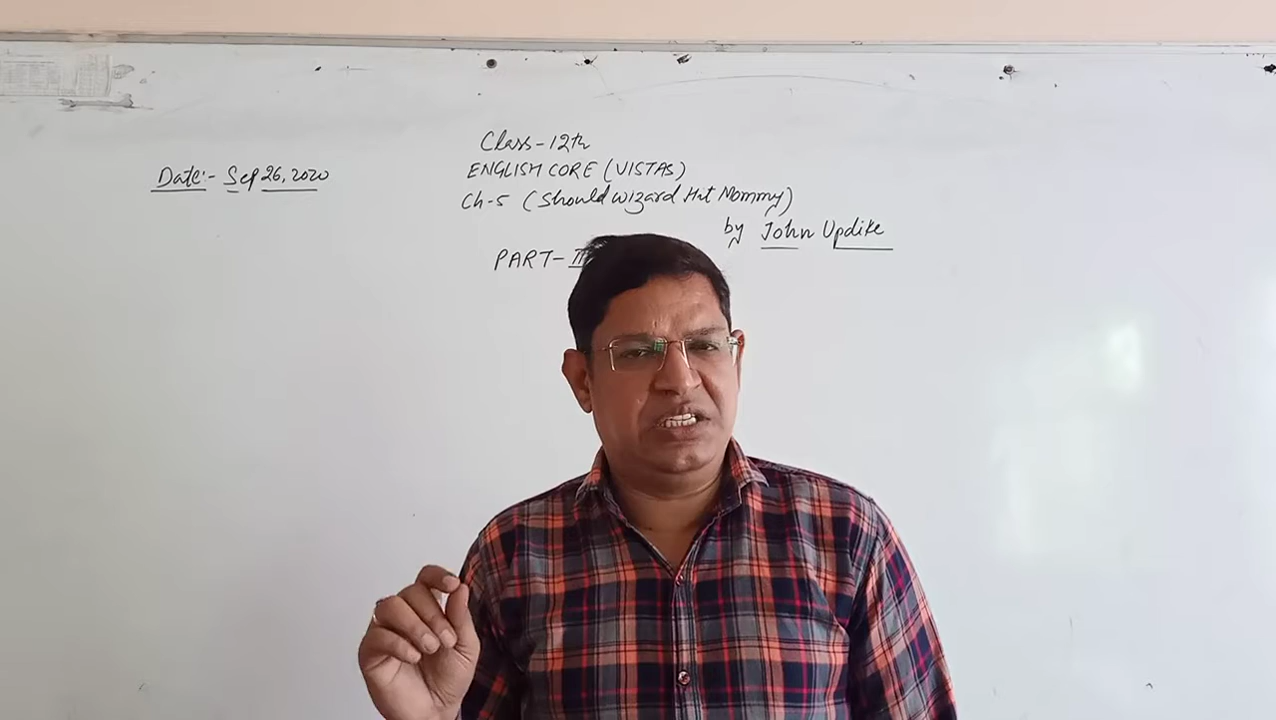 Date:- Sep 26, 2020
Class-12th
ENGLISH CORE (VISTAS)
Ch-5 (Should wizard Hit Mommy)
by John Updike
PART-